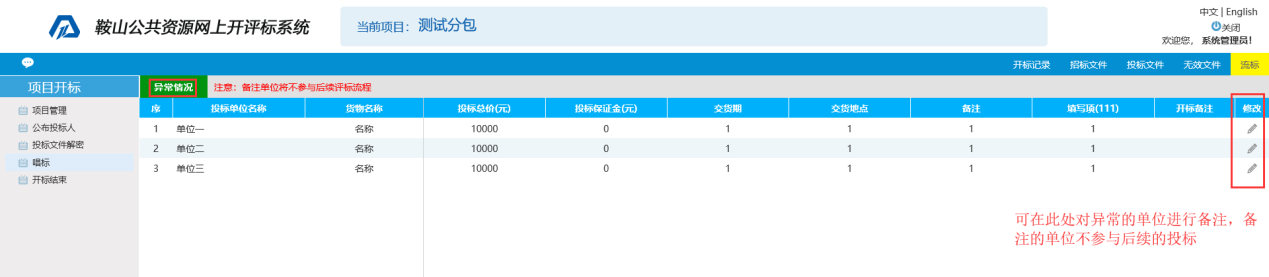 鞍山公共资源网上开评标系统
当前项目：测试分包
中文 | English
关闭
欢迎您，系统管理员！
开标记录 招标文件 投标文件 无效文件 流标
项目开标
项目管理
公布投标人
投标文件解密
唱标
开标结束
异常情况 注意：备注单位将不参与后续评标流程
序 投标单位名称 货物名称 投标总价(元) 投标保证金(元) 交货期 交货地点 备注 填写项(111) 开标备注 修改
1 单位一 名称 10000 0 1 1 1 1
2 单位二 名称 10000 0 1 1 1 1
3 单位三 名称 10000 0 1 1 1 1
可在此处对异常的单位进行备注，备
注的单位不参与后续的投标